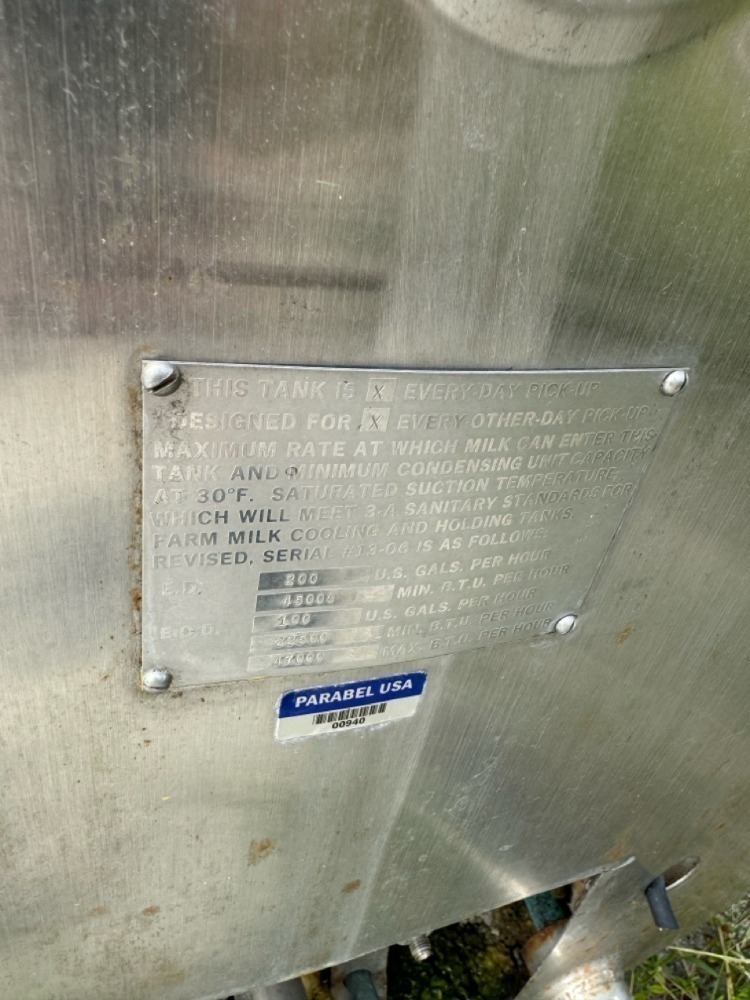 THIS TANK IS X EVERY-DAY PICK-UP
DESIGNED FOR X EVERY-OTHER-DAY PICK-UP
MAXIMUM RATE AT WHICH MILK CAN ENTER THIS
TANK AND MINIMUM CONDENSING UNIT CAPACITY
AT 30°F. SATURATED SUCTION TEMPERATURE,
WHICH WILL MEET 3-A SANITARY STANDARDS FOR
FARM MILK COOLING AND HOLDING TANKS,
REVISED, SERIAL #13-06 IS AS FOLLOWS:
E.D. 200 U.S. GALS. PER HOUR
45000 MIN. B.T.U. PER HOUR
E.O.D. 100 U.S. GALS. PER HOUR
MIN. B.T.U. PER HOUR
47000 MAX. B.T.U. PER HOUR
PARABEL USA
00940